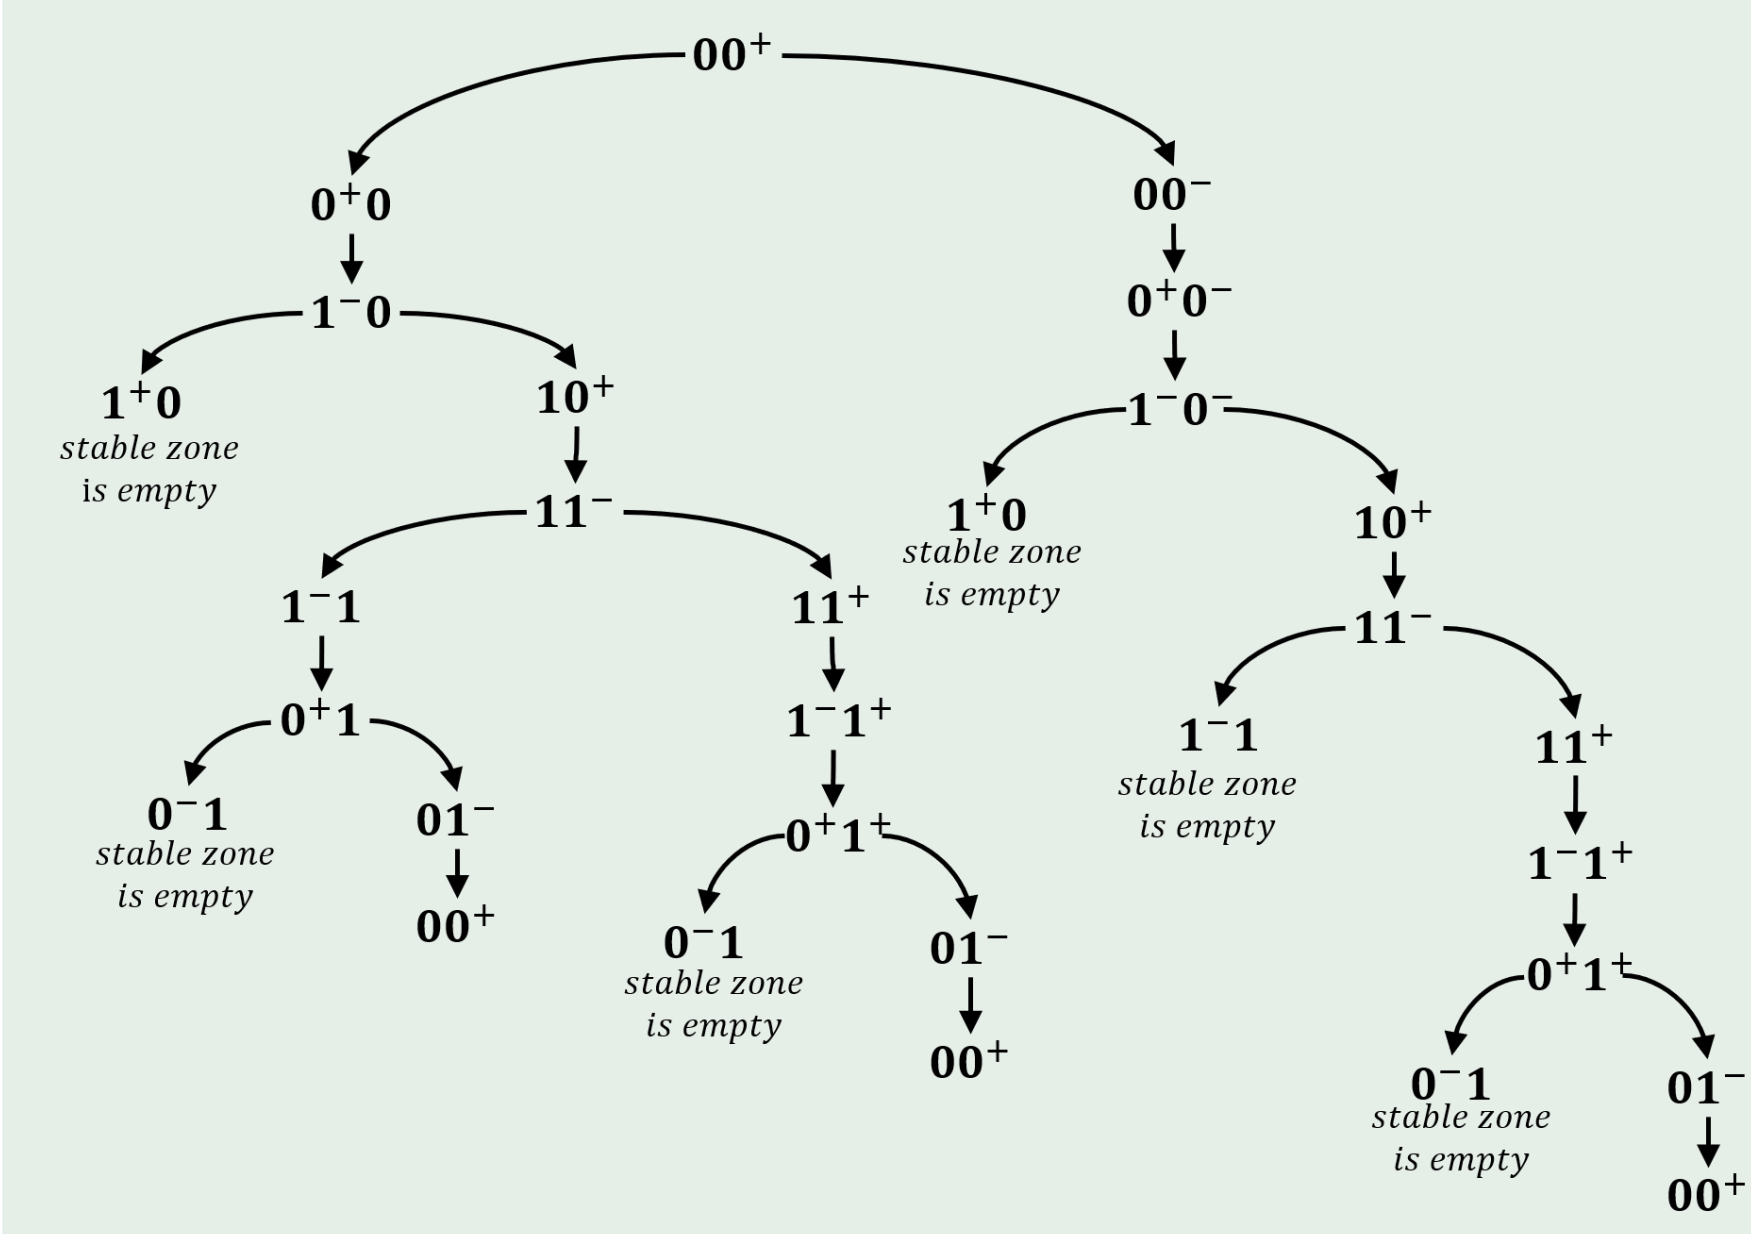 00⁺
0⁺0
00⁻
1⁻0
0⁺0⁻
1⁺0
stable zone
is empty
10⁺
1⁻0⁻
11⁻
1⁺0
stable zone
is empty
10⁺
1⁻1
11⁺
11⁻
0⁺1
1⁻1⁺
1⁻1
stable zone
is empty
11⁺
0⁻1
stable zone
is empty
01⁻
0⁺1⁺
1⁻1⁺
00⁺
0⁻1
stable zone
is empty
01⁻
0⁺1⁺
00⁺
0⁻1
stable zone
is empty
01⁻
00⁺